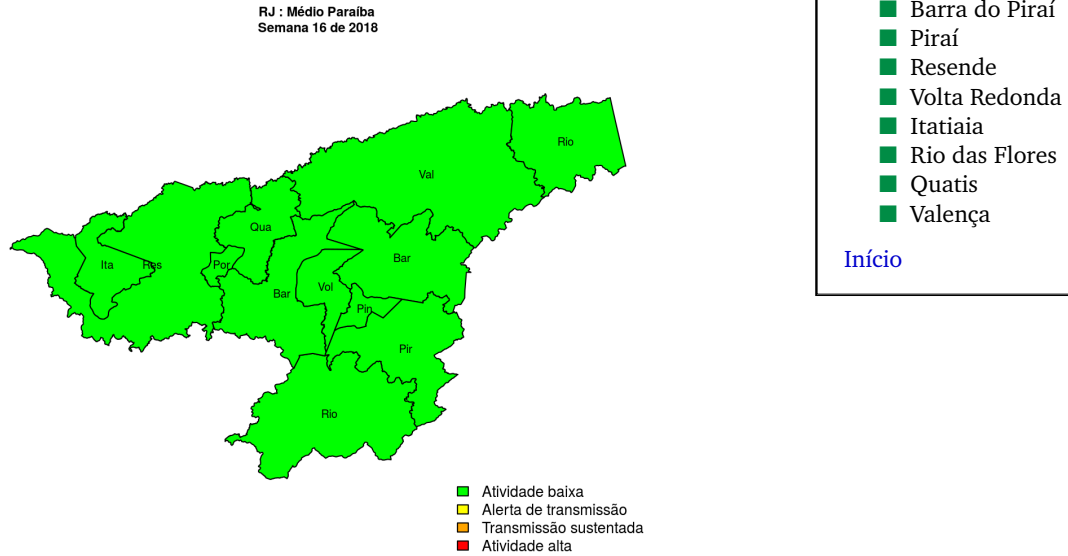 RJ : Médio Paraíba
Semana 16 de 2018
Rio
Val
Qua
Ita
Res
Por
Bar
Bar
Vol
Pin
Pir
Rio
Atividade baixa
Alerta de transmissão
Transmissão sustentada
Atividade alta
Barra do Piraí
Piraí
Resende
Volta Redonda
Itatiaia
Rio das Flores
Quatis
Valença
Início